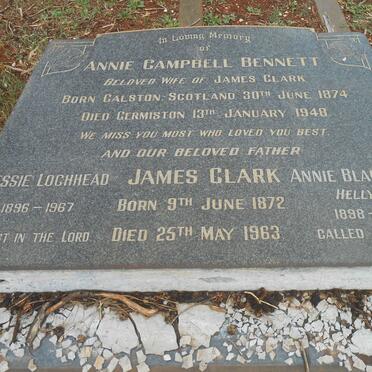 In Loving Memory
of
Annie Campbell Bennett
Beloved Wife of James Clark
Born Galston, Scotland 30th June 1874
Died Germiston 13th January 1948
We miss you most who loved you best
and our beloved Father
Lochhead James Clark Annie
1896 – 1967 Born 9th June 1872 1898 –
in the Lord Died 25th May 1963 called